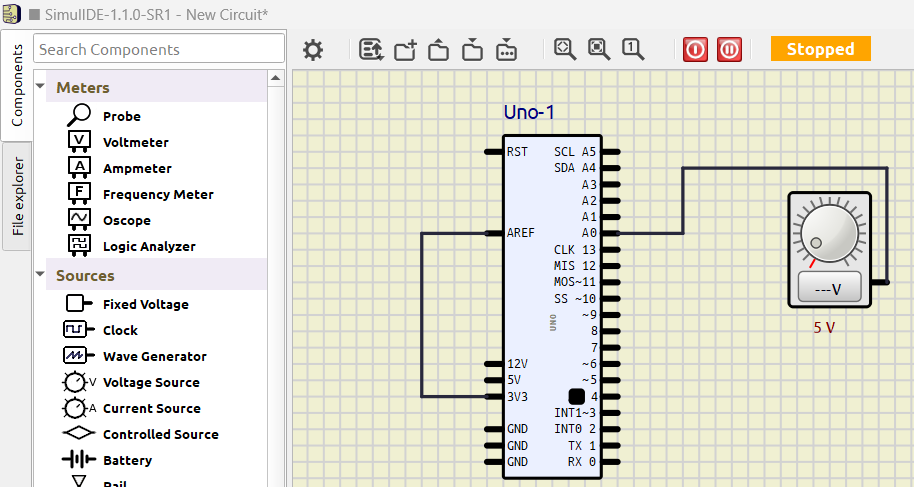 SimulIDE-1.1.0-SR1 - New Circuit*
Components
File explorer
Search Components
Meters
Probe
V Voltmeter
A Ampmeter
F Frequency Meter
Oscope
Logic Analyzer
Sources
Fixed Voltage
Clock
Wave Generator
V Voltage Source
A Current Source
Controlled Source
Battery
Rail
1
Stopped
Uno-1
RST SCL A5
SDA A4
A3
A2
A1
AREF A0
CLK 13
MIS 12
MOS~11
SS ~10
~9
UNO
8
7
12V ~6
5V ~5
3V3 4
INT1~3
GND INT0 2
GND TX 1
GND RX 0
---V
5 V